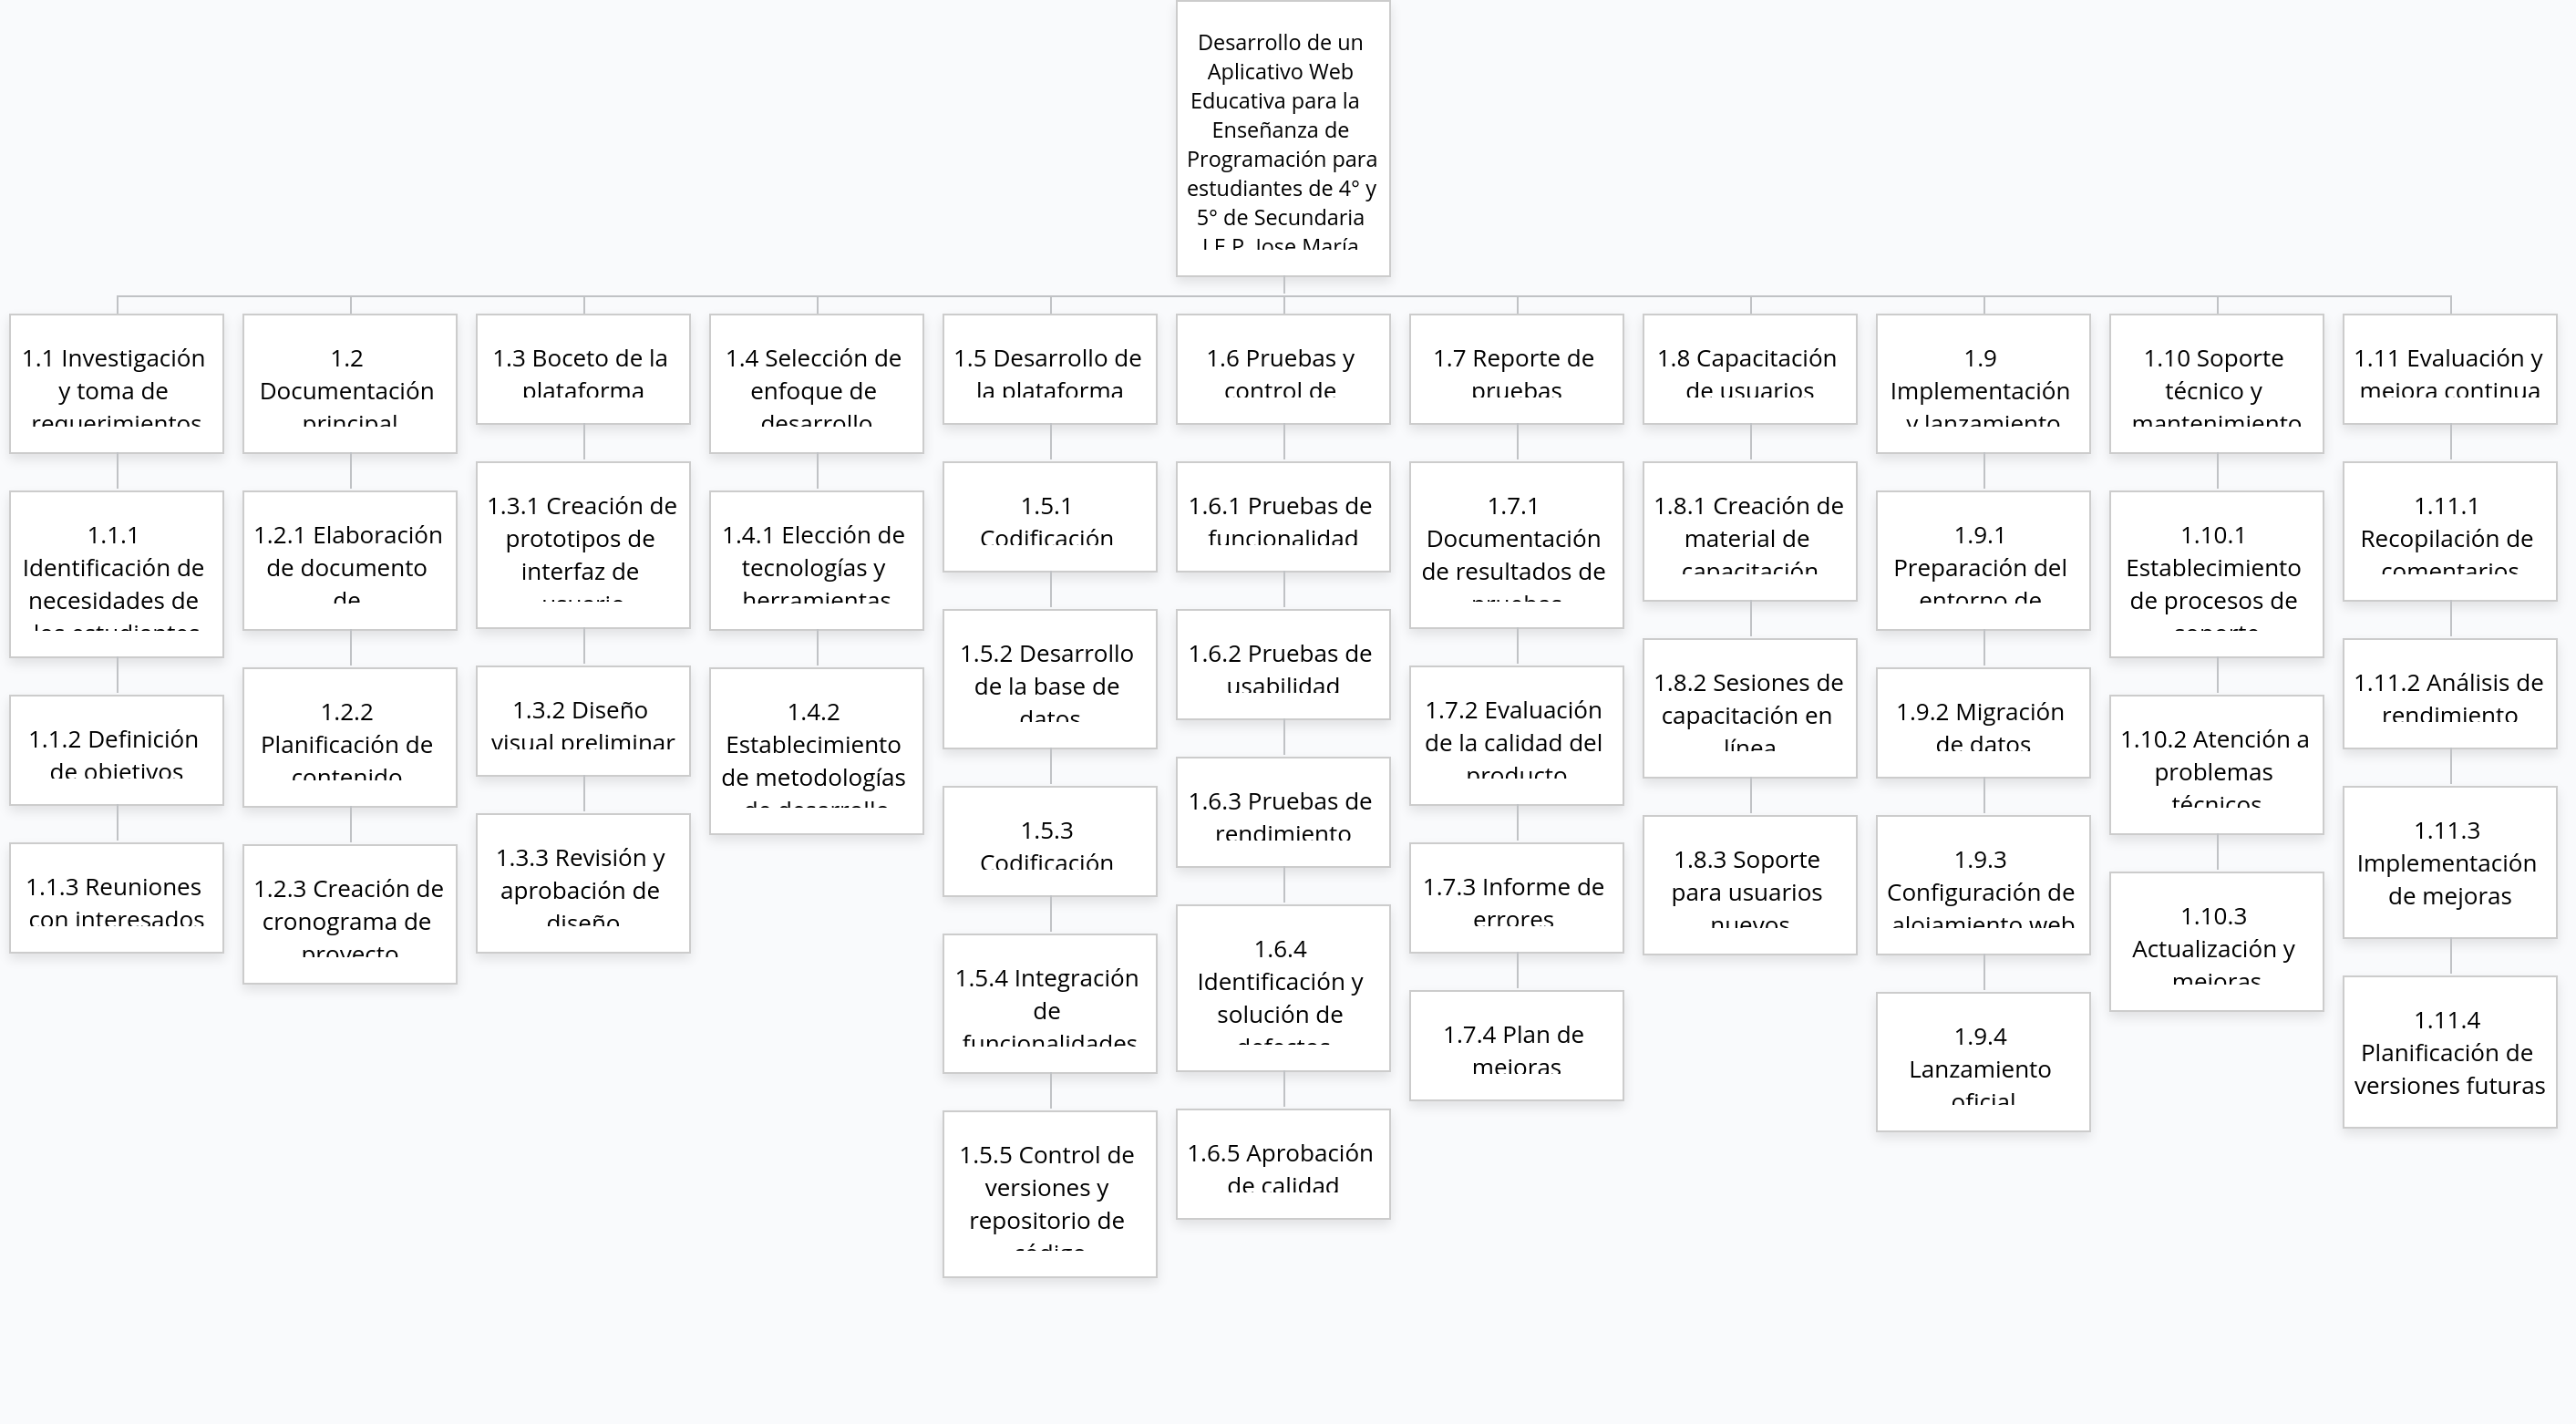 Desarrollo de un
Aplicativo Web
Educativa para la
Enseñanza de
Programación para
estudiantes de 4° y
5° de Secundaria
I.E.P. Jose María
1.1 Investigación
y toma de
requerimientos
1.1.1
Identificación de
necesidades de
los estudiantes
1.1.2 Definición
de objetivos
1.1.3 Reuniones
con interesados
1.2
Documentación
principal
1.2.1 Elaboración
de documento
de
1.2.2
Planificación de
contenido
1.2.3 Creación de
cronograma de
proyecto
1.3 Boceto de la
plataforma
1.3.1 Creación de
prototipos de
interfaz de
usuario
1.3.2 Diseño
visual preliminar
1.3.3 Revisión y
aprobación de
diseño
1.4 Selección de
enfoque de
desarrollo
1.4.1 Elección de
tecnologías y
herramientas
1.4.2
Establecimiento
de metodologías
de desarrollo
1.5 Desarrollo de
la plataforma
1.5.1
Codificación
1.5.2 Desarrollo
de la base de
datos
1.5.3
Codificación
1.5.4 Integración
de
funcionalidades
1.5.5 Control de
versiones y
repositorio de
código
1.6 Pruebas y
control de
1.6.1 Pruebas de
funcionalidad
1.6.2 Pruebas de
usabilidad
1.6.3 Pruebas de
rendimiento
1.6.4
Identificación y
solución de
defectos
1.6.5 Aprobación
de calidad
1.7 Reporte de
pruebas
1.7.1
Documentación
de resultados de
pruebas
1.7.2 Evaluación
de la calidad del
producto
1.7.3 Informe de
errores
1.7.4 Plan de
mejoras
1.8 Capacitación
de usuarios
1.8.1 Creación de
material de
capacitación
1.8.2 Sesiones de
capacitación en
línea
1.8.3 Soporte
para usuarios
nuevos
1.9
Implementación
y lanzamiento
1.9.1
Preparación del
entorno de
1.9.2 Migración
de datos
1.9.3
Configuración de
alojamiento web
1.9.4
Lanzamiento
oficial
1.10 Soporte
técnico y
mantenimiento
1.10.1
Establecimiento
de procesos de
soporte
1.10.2 Atención a
problemas
técnicos
1.10.3
Actualización y
mejoras
1.11 Evaluación y
mejora continua
1.11.1
Recopilación de
comentarios
1.11.2 Análisis de
rendimiento
1.11.3
Implementación
de mejoras
1.11.4
Planificación de
versiones futuras